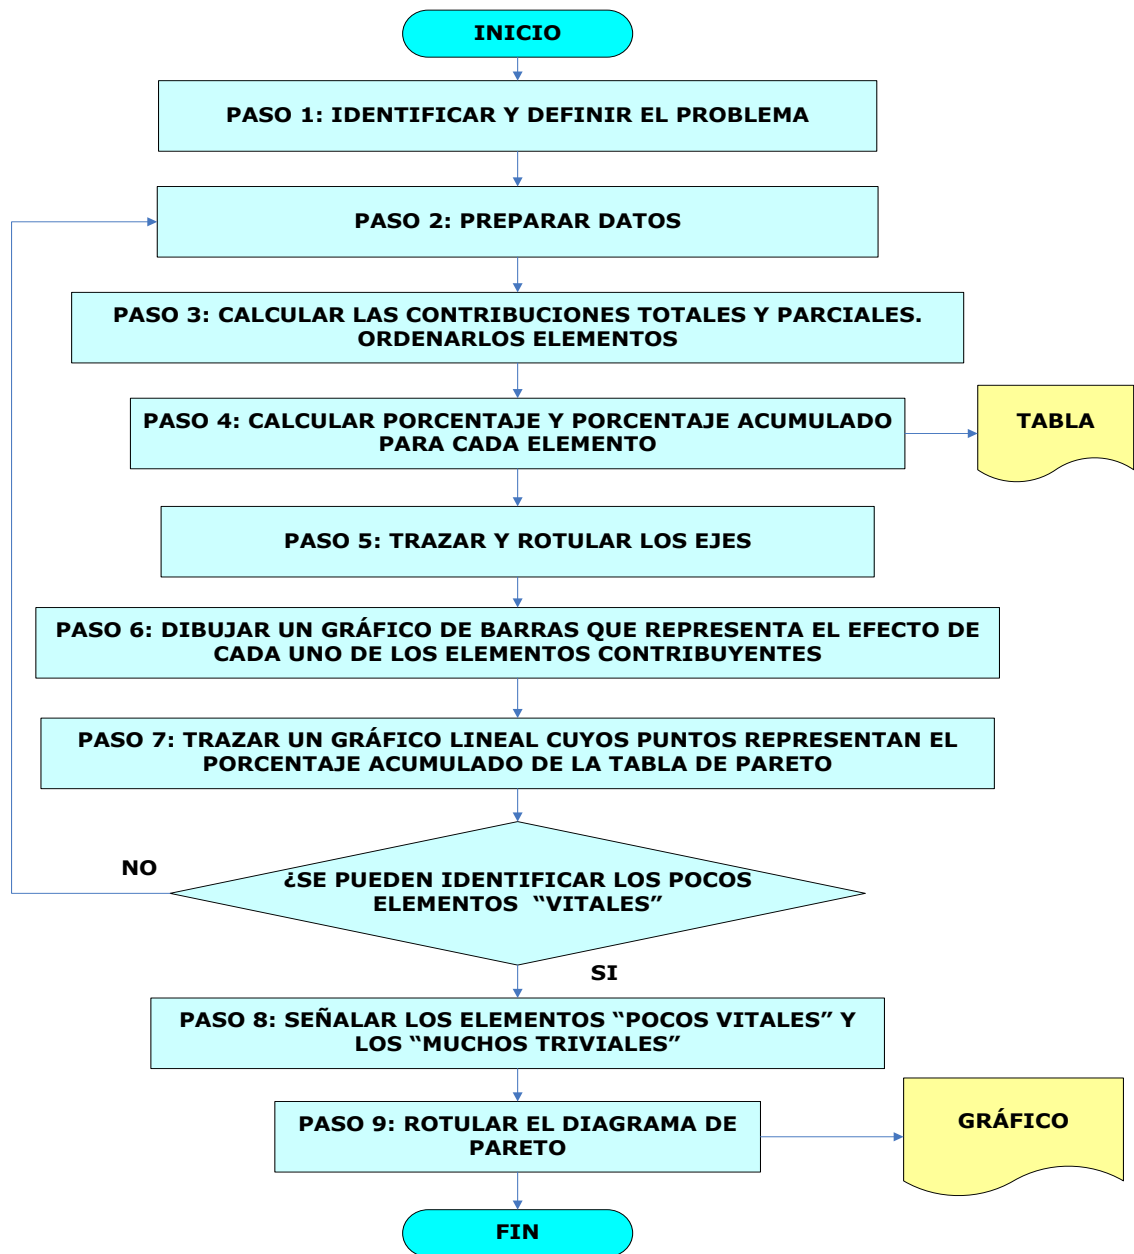 INICIO
PASO 1: IDENTIFICAR Y DEFINIR EL PROBLEMA
PASO 2: PREPARAR DATOS
PASO 3: CALCULAR LAS CONTRIBUCIONES TOTALES Y PARCIALES.
ORDENARLOS ELEMENTOS
PASO 4: CALCULAR PORCENTAJE Y PORCENTAJE ACUMULADO
PARA CADA ELEMENTO
TABLA
PASO 5: TRAZAR Y ROTULAR LOS EJES
PASO 6: DIBUJAR UN GRÁFICO DE BARRAS QUE REPRESENTA EL EFECTO DE
CADA UNO DE LOS ELEMENTOS CONTRIBUYENTES
PASO 7: TRAZAR UN GRÁFICO LINEAL CUYOS PUNTOS REPRESENTAN EL
PORCENTAJE ACUMULADO DE LA TABLA DE PARETO
NO
¿SE PUEDEN IDENTIFICAR LOS POCOS
ELEMENTOS “VITALES”
SI
PASO 8: SEÑALAR LOS ELEMENTOS “POCOS VITALES” Y
LOS “MUCHOS TRIVIALES”
PASO 9: ROTULAR EL DIAGRAMA DE
PARETO
GRÁFICO
FIN